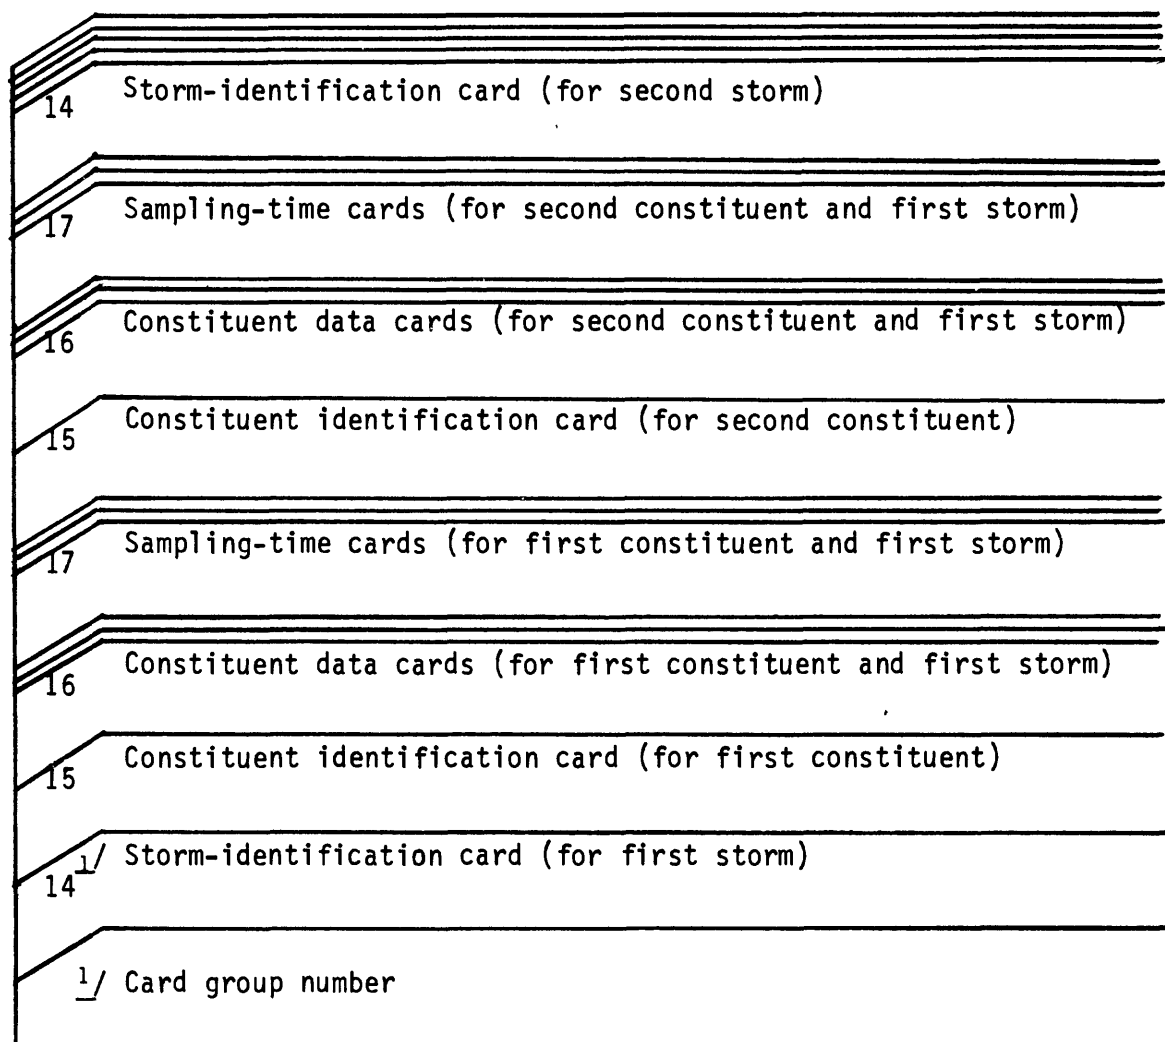 14 Storm-identification card (for second storm)
17 Sampling-time cards (for second constituent and first storm)
16 Constituent data cards (for second constituent and first storm)
15 Constituent identification card (for second constituent)
17 Sampling-time cards (for first constituent and first storm)
16 Constituent data cards (for first constituent and first storm)
15 Constituent identification card (for first constituent)
14 1/ Storm-identification card (for first storm)
1/ Card group number